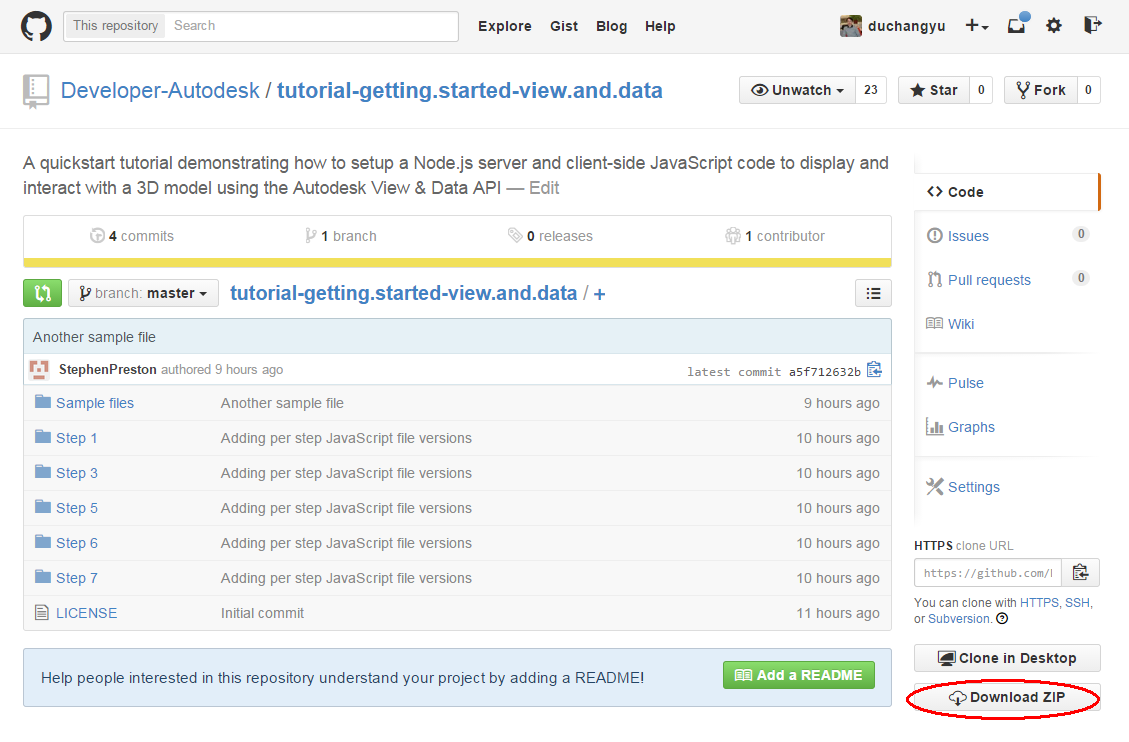 This repository Search Explore Gist Blog Help duchangyu
Developer-Autodesk / tutorial-getting.started-view.and.data Unwatch 23 Star 0 Fork 0
A quickstart tutorial demonstrating how to setup a Node.js server and client-side JavaScript code to display and
interact with a 3D model using the Autodesk View & Data API — Edit
4 commits 1 branch 0 releases 1 contributor
branch: master tutorial-getting.started-view.and.data / +
Another sample file
StephenPreston authored 9 hours ago latest commit a5f712632b
Sample files Another sample file 9 hours ago
Step 1 Adding per step JavaScript file versions 10 hours ago
Step 3 Adding per step JavaScript file versions 10 hours ago
Step 5 Adding per step JavaScript file versions 10 hours ago
Step 6 Adding per step JavaScript file versions 10 hours ago
Step 7 Adding per step JavaScript file versions 10 hours ago
LICENSE Initial commit 11 hours ago
Help people interested in this repository understand your project by adding a README! Add a README
Code
Issues 0
Pull requests 0
Wiki
Pulse
Graphs
Settings
HTTPS clone URL
https://github.com/
You can clone with HTTPS, SSH,
or Subversion.
Clone in Desktop
Download ZIP